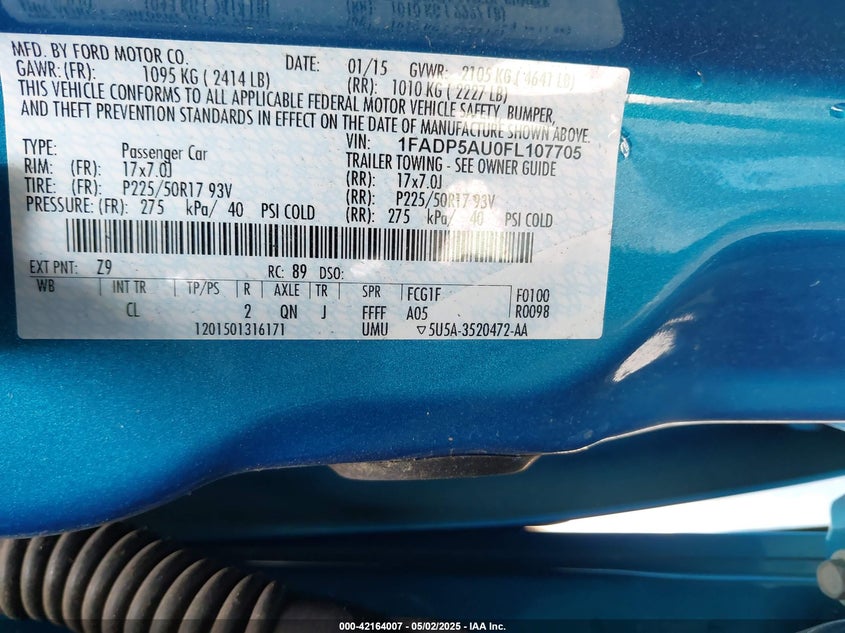 MFD. BY FORD MOTOR CO. DATE: 01/15 GVWR: 2105 KG ( 4641 LB)
GAWR: (FR): 1095 KG ( 2414 LB) (RR): 1010 KG ( 2227 LB)
THIS VEHICLE CONFORMS TO ALL APPLICABLE FEDERAL MOTOR VEHICLE SAFETY, BUMPER,
AND THEFT PREVENTION STANDARDS IN EFFECT ON THE DATE OF MANUFACTURE SHOWN ABOVE.
VIN: 1FADP5AU0FL107705
TYPE: Passenger Car TRAILER TOWING - SEE OWNER GUIDE
RIM: (FR): 17x7.0J (RR): 17x7.0J
TIRE: (FR): P225/50R17 93V (RR): P225/50R17 93V
PRESSURE: (FR): 275 kPa/ 40 PSI COLD (RR): 275 kPa/ 40 PSI COLD
EXT PNT: Z9 RC: 89 DSO:
WB INT TR TP/PS R AXLE TR SPR FCG1F F0100
CL 2 QN J FFFF A05 R0098
1201501316171 UMU ▽5U5A-3520472-AA
000-42164007 - 05/02/2025 - IAA Inc.